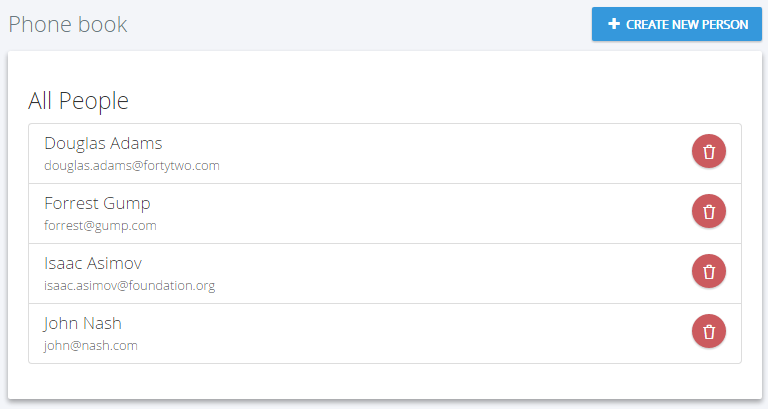 Phone book
CREATE NEW PERSON
All People
Douglas Adams
douglas.adams@fortytwo.com
Forrest Gump
forrest@gump.com
Isaac Asimov
isaac.asimov@foundation.org
John Nash
john@nash.com